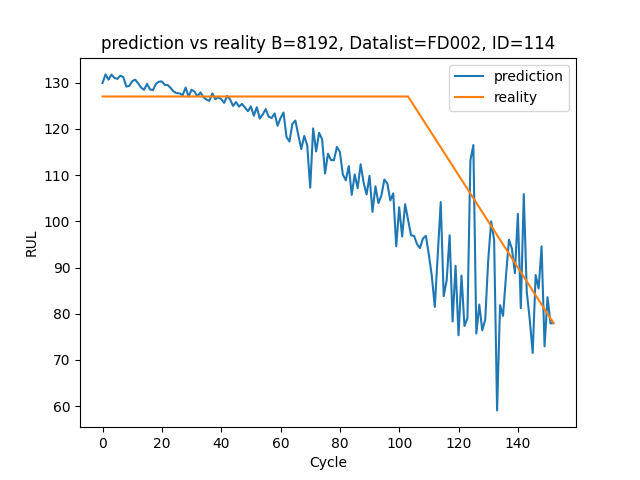 prediction vs reality B=8192, Datalist=FD002, ID=114
prediction
reality
RUL
130
120
110
100
90
80
70
60
0 20 40 60 80 100 120 140
Cycle